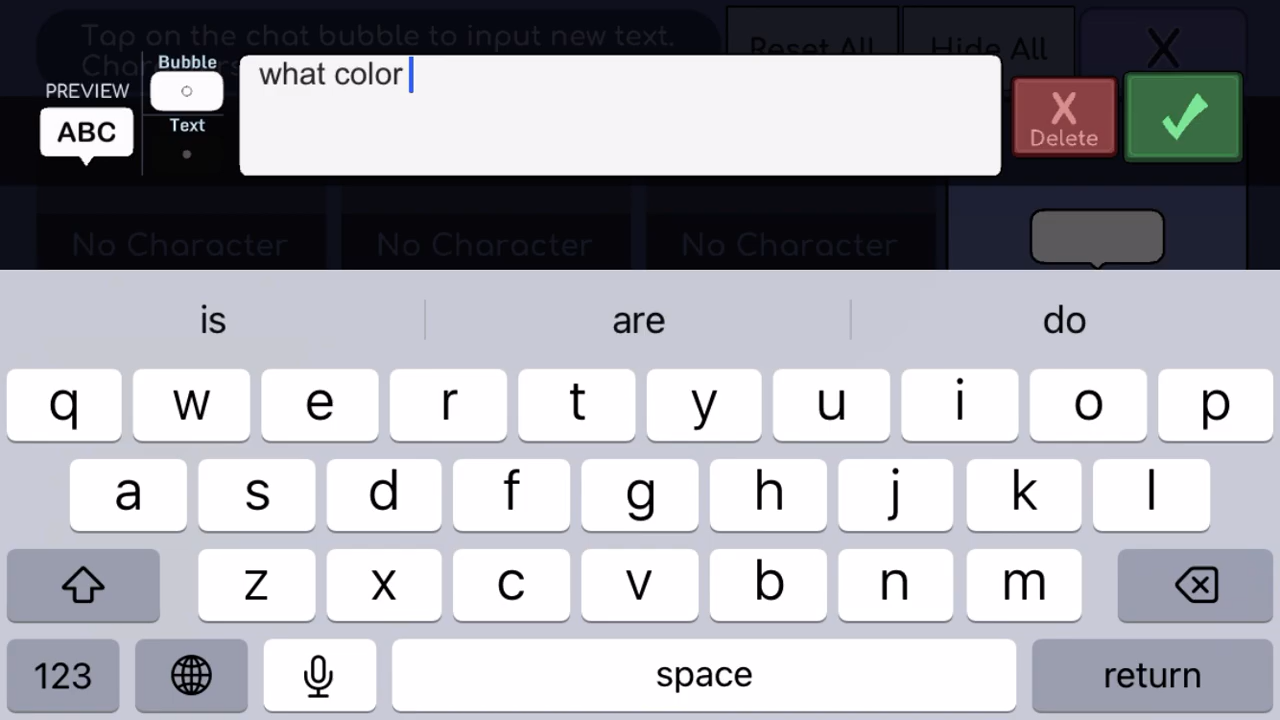 Tap on the chat bubble to input new text.
Reset All
Hide All
X
Bubble
PREVIEW
ABC
Text
what color
X
Delete
No Character
No Character
No Character
is
are
do
q w e r t y u i o p
a s d f g h j k l
z x c v b n m
123
space
return